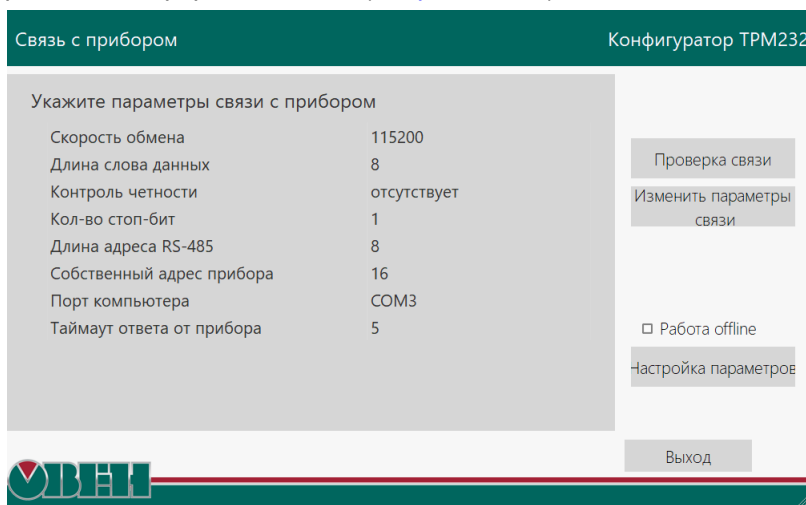 Связь с прибором
Конфигуратор ТРМ232
Укажите параметры связи с прибором
Скорость обмена 115200
Длина слова данных 8
Контроль четности отсутствует
Кол-во стоп-бит 1
Длина адреса RS-485 8
Собственный адрес прибора 16
Порт компьютера COM3
Таймаут ответа от прибора 5
Проверка связи
Изменить параметры
связи
Работа offline
Настройка параметров
Выход
ОВЕН